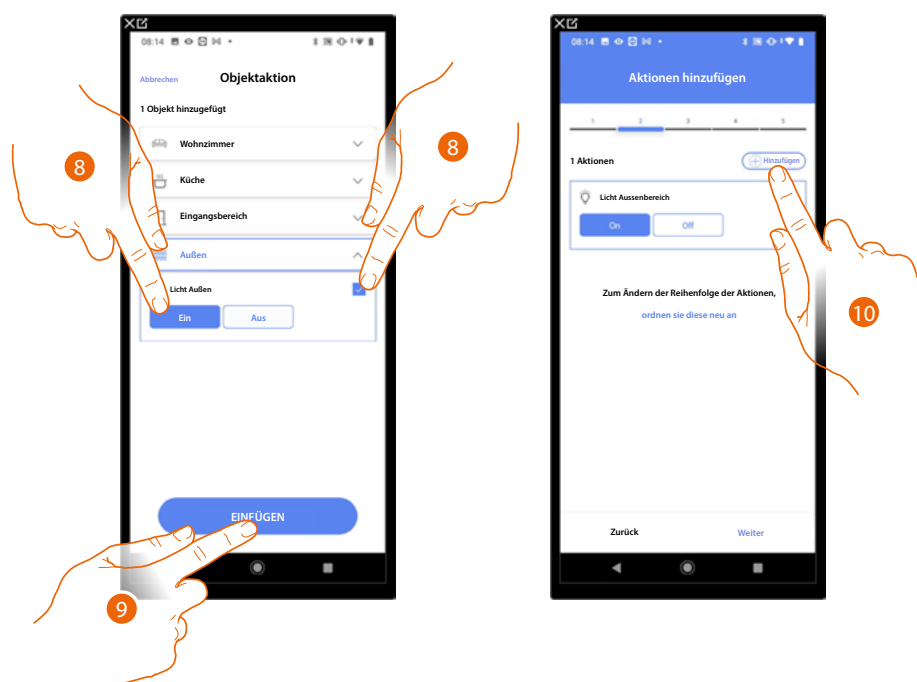 08:14
Abbrechen Objektaktion
1 Objekt hinzugefügt
Wohnzimmer
8
8
Küche
Eingangsbereich
Außen
Licht Außen
Ein Aus
EINFÜGEN
9
08:14
Aktionen hinzufügen
1 2 3 4 5
1 Aktionen Hinzufügen
Licht Aussenbereich
On Off
Zum Ändern der Reihenfolge der Aktionen,
ordnen sie diese neu an
10
Zurück Weiter